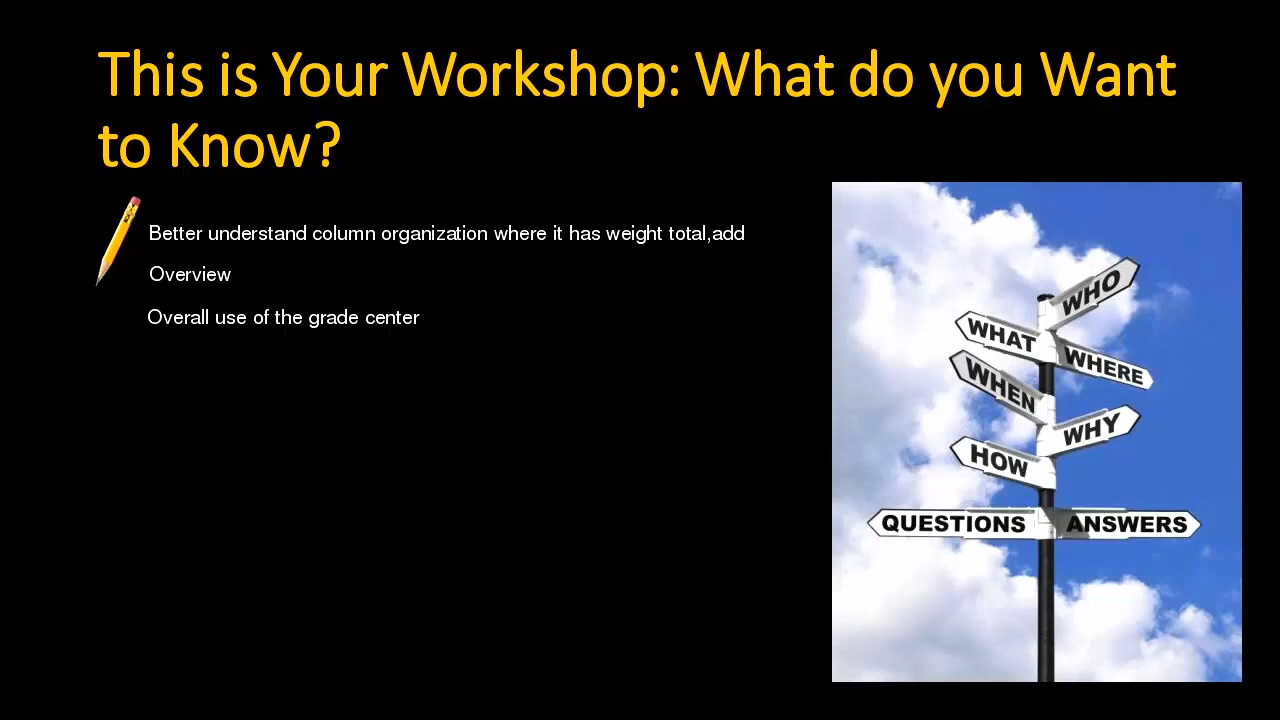 This is Your Workshop: What do you Want
to Know?
Better understand column organization where it has weight total,add
Overview
Overall use of the grade center
WHO
WHAT
WHERE
WHEN
WHY
HOW
QUESTIONS ANSWERS